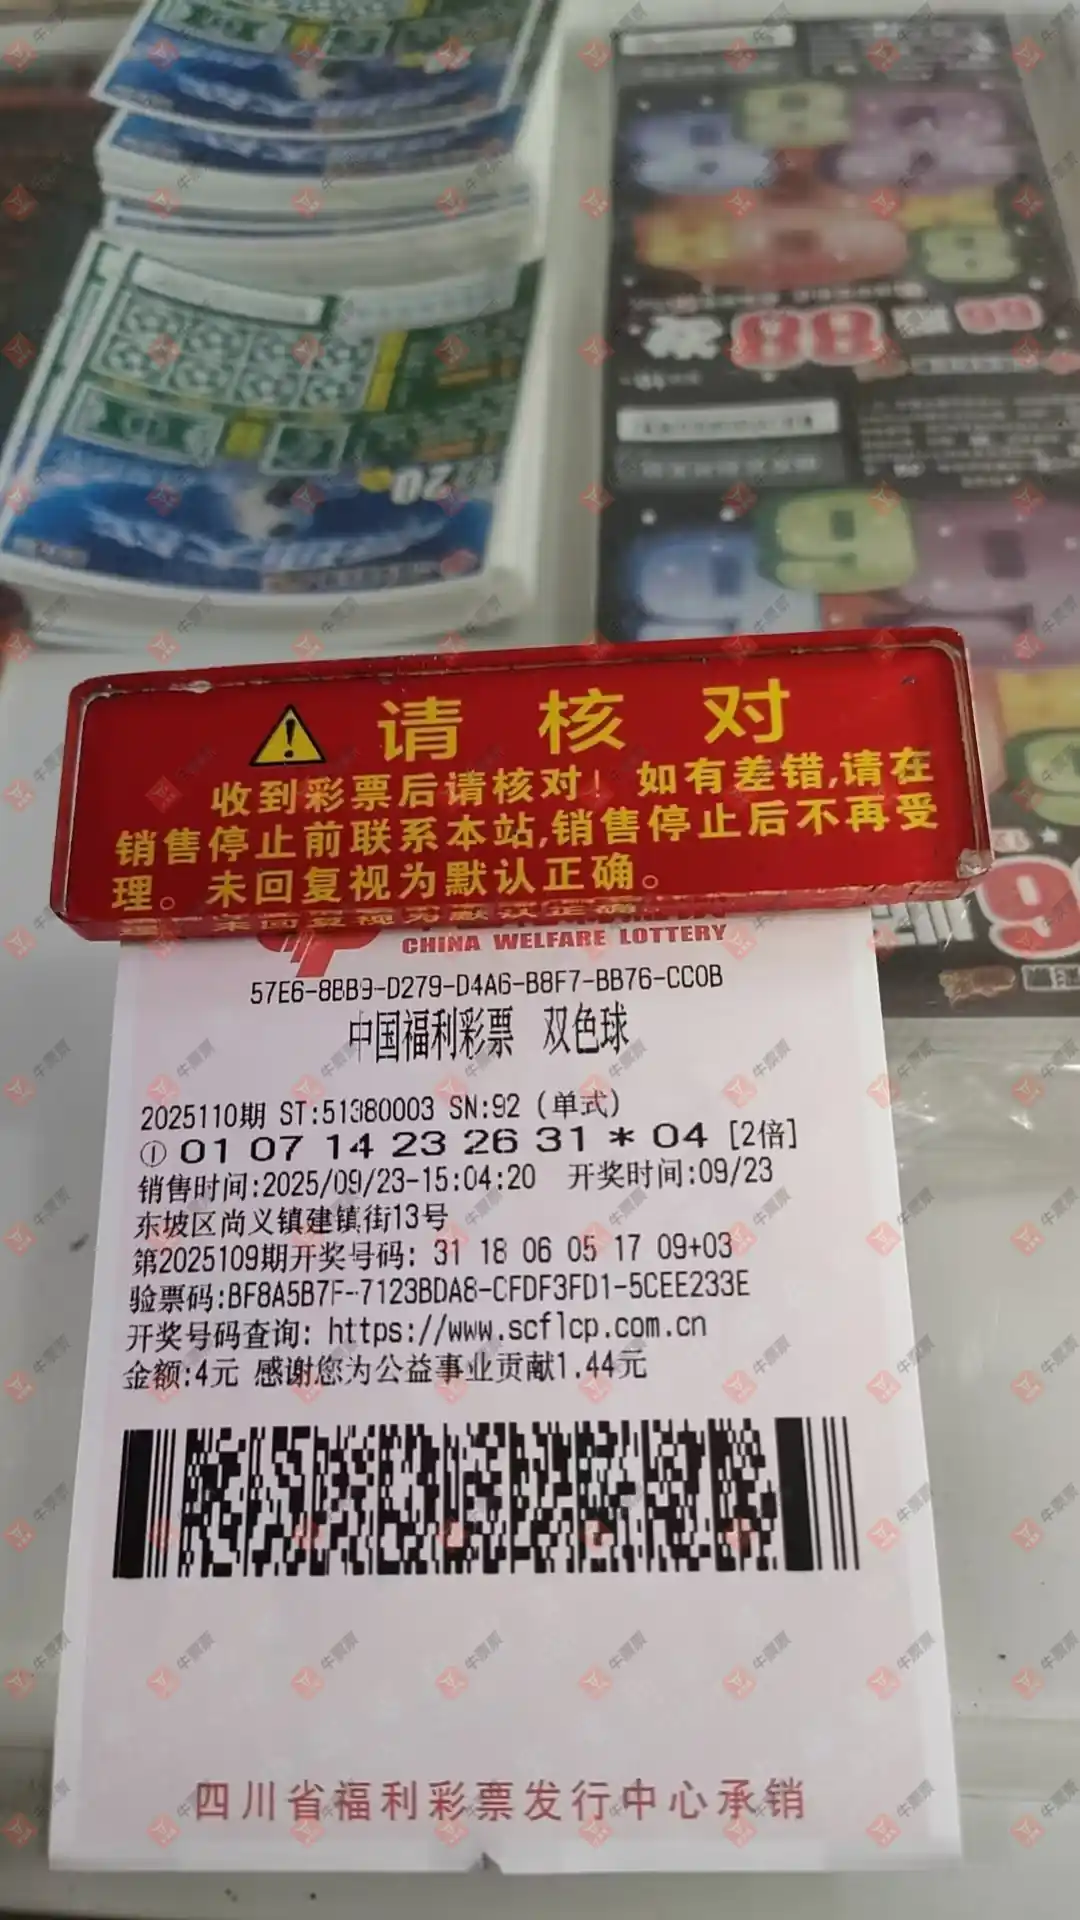 请核对
收到彩票后请核对！如有差错,请在
销售停止前联系本站,销售停止后不再受
理。未回复视为默认正确。
CHINA WELFARE LOTTERY
57E6-8BB9-D279-D4A6-B8F7-BB76-CC0B
中国福利彩票 双色球
2025110期 ST:51380003 SN:92 (单式)
① 01 07 14 23 26 31 * 04 [2倍]
销售时间:2025/09/23-15:04:20 开奖时间:09/23
东坡区尚义镇建镇街13号
第2025109期开奖号码: 31 18 06 05 17 09+03
验票码:BF8A5B7F-7123BDA8-CFDF3FD1-5CEE233E
开奖号码查询: https://www.scflcp.com.cn
金额:4元 感谢您为公益事业贡献1.44元
四川省福利彩票发行中心承销
牛票票